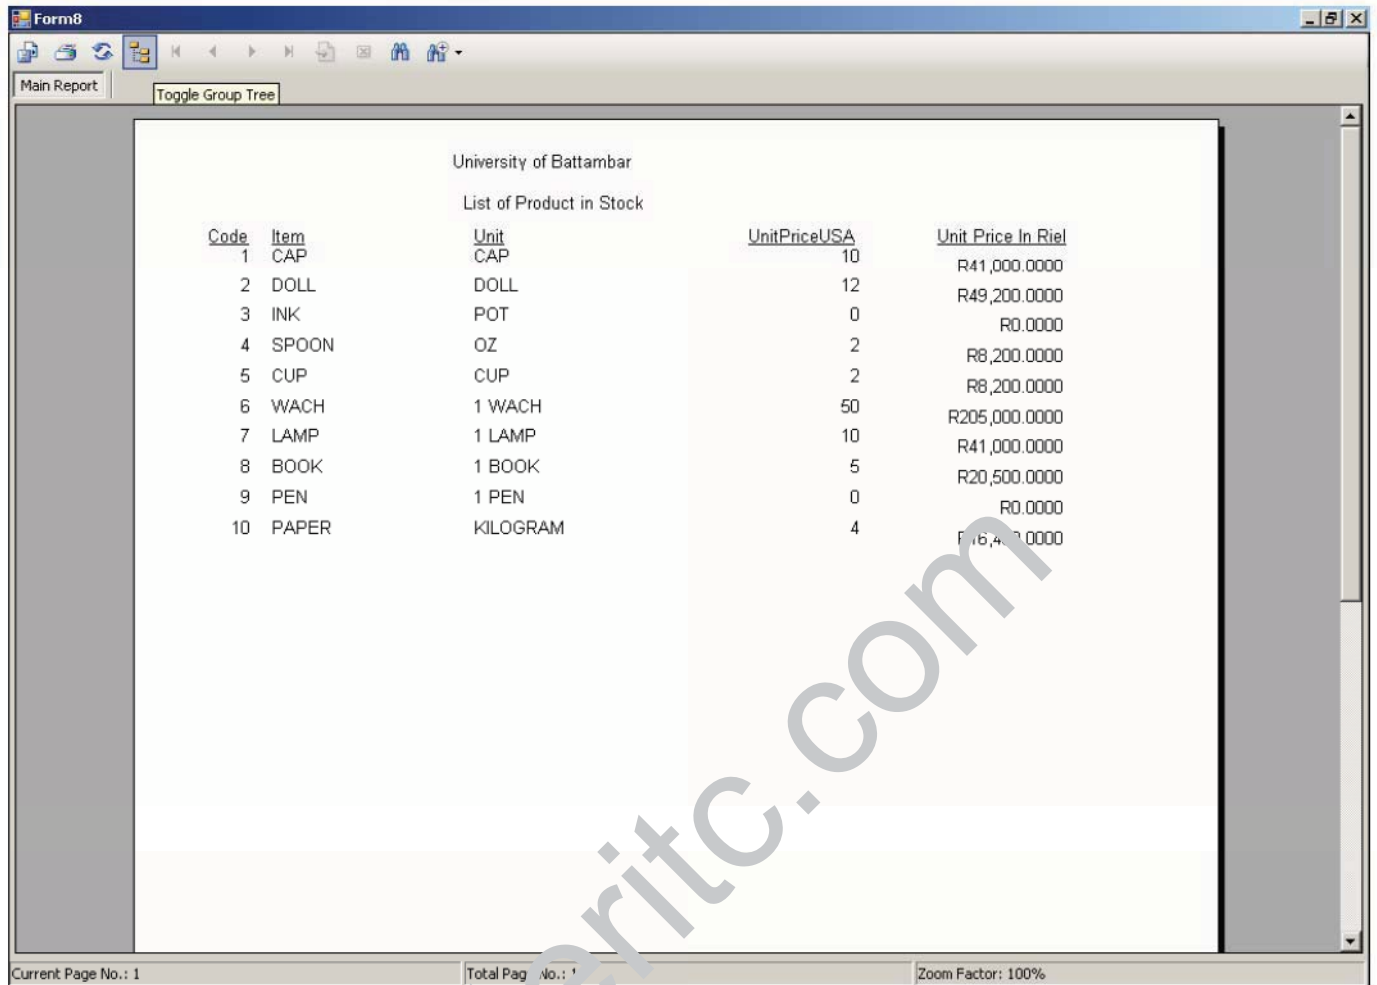 Form8
Main Report
Toggle Group Tree
University of Battambar
List of Product in Stock
Code Item Unit UnitPriceUSA Unit Price In Riel
1 CAP CAP 10 R41,000.0000
2 DOLL DOLL 12 R49,200.0000
3 INK POT 0 R0.0000
4 SPOON OZ 2 R8,200.0000
5 CUP CUP 2 R8,200.0000
6 WACH 1 WACH 50 R205,000.0000
7 LAMP 1 LAMP 10 R41,000.0000
8 BOOK 1 BOOK 5 R20,500.0000
9 PEN 1 PEN 0 R0.0000
10 PAPER KILOGRAM 4
eritc.com
Current Page No.: 1 Total Page No.: 1 Zoom Factor: 100%